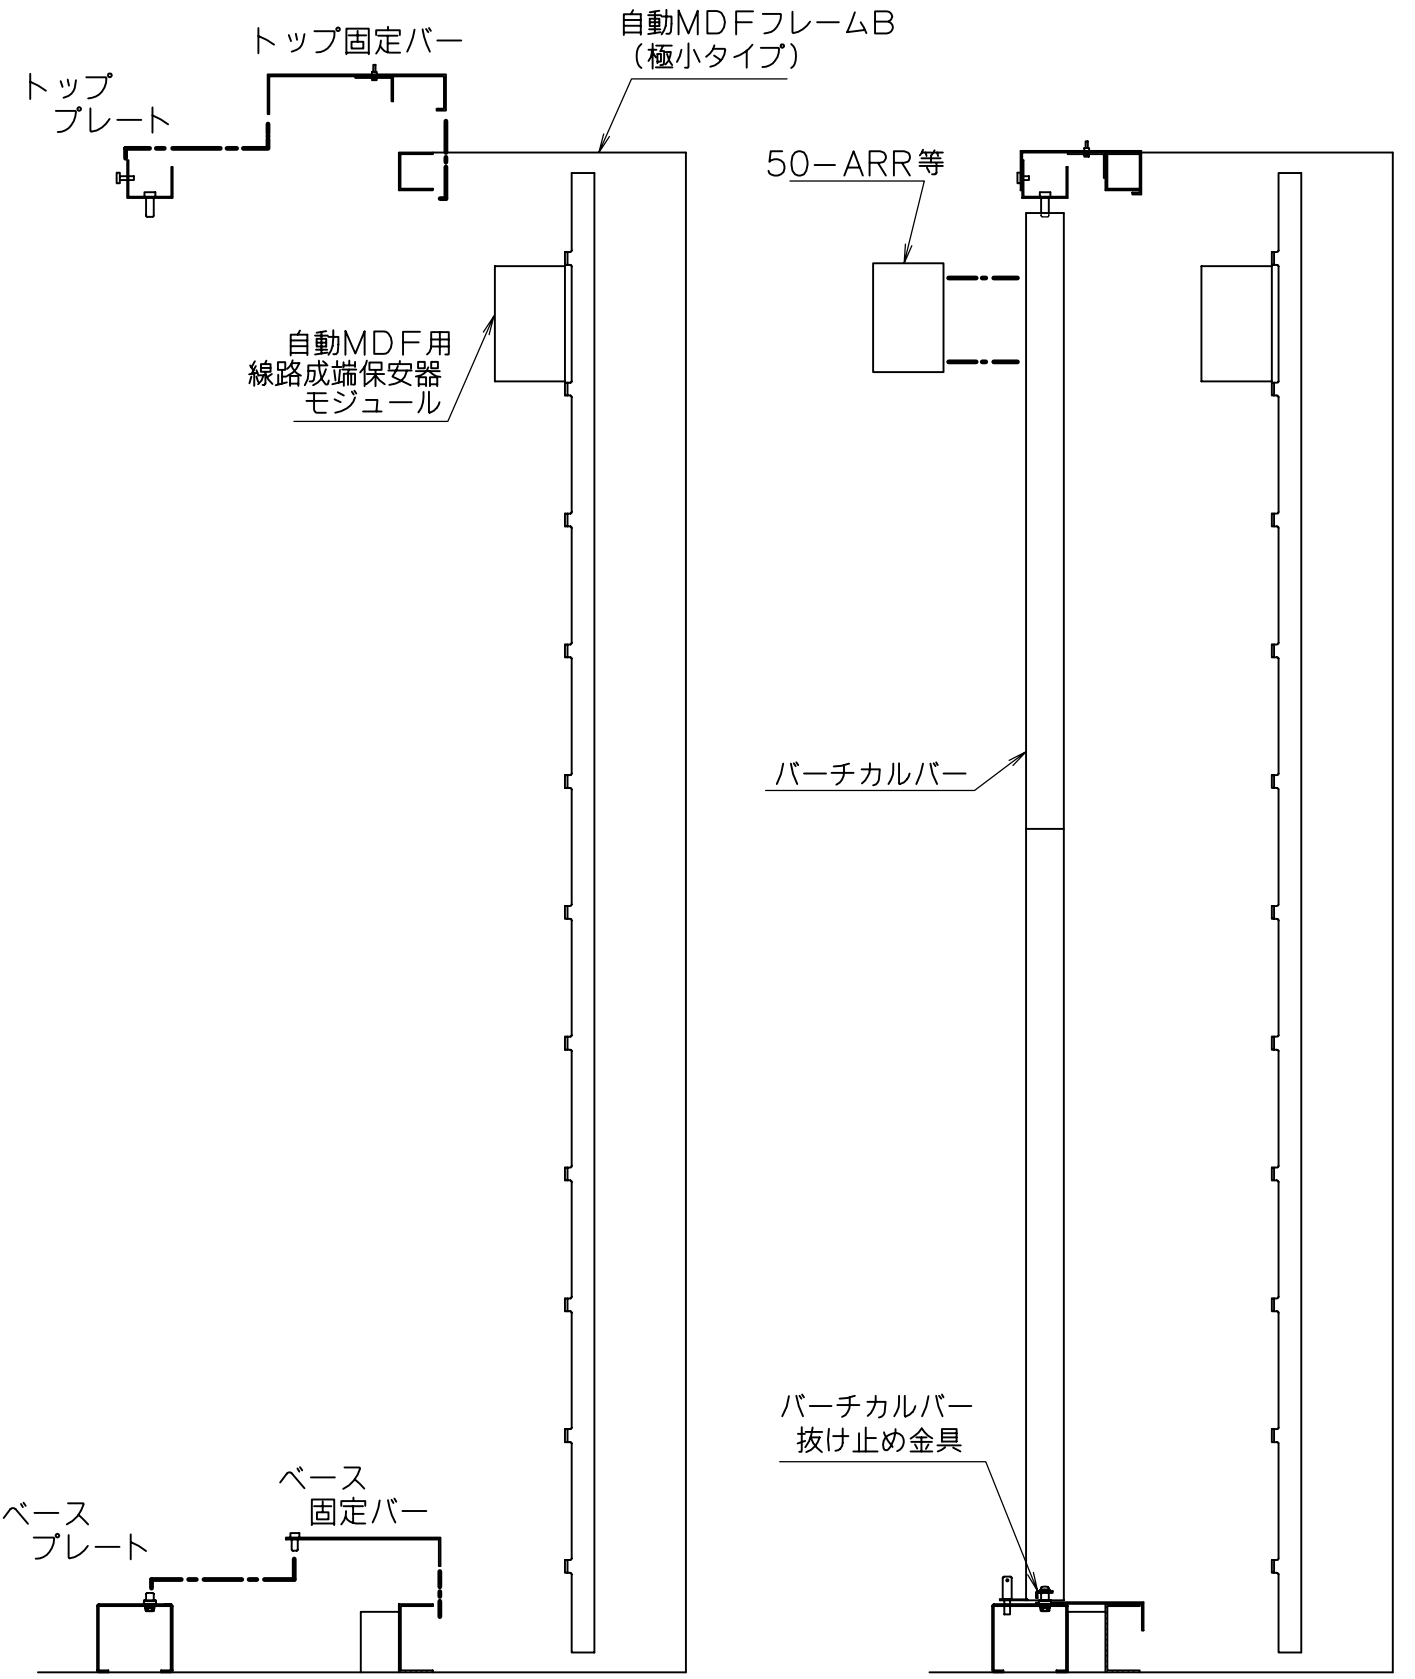 自動MDFフレームB
(極小タイプ)
トップ固定バー
トップ
プレート
50-ARR等
自動MDF用
線路成端保安器
モジュール
バーチカルバー
バーチカルバー
抜け止め金具
ベース
固定バー
ベース
プレート